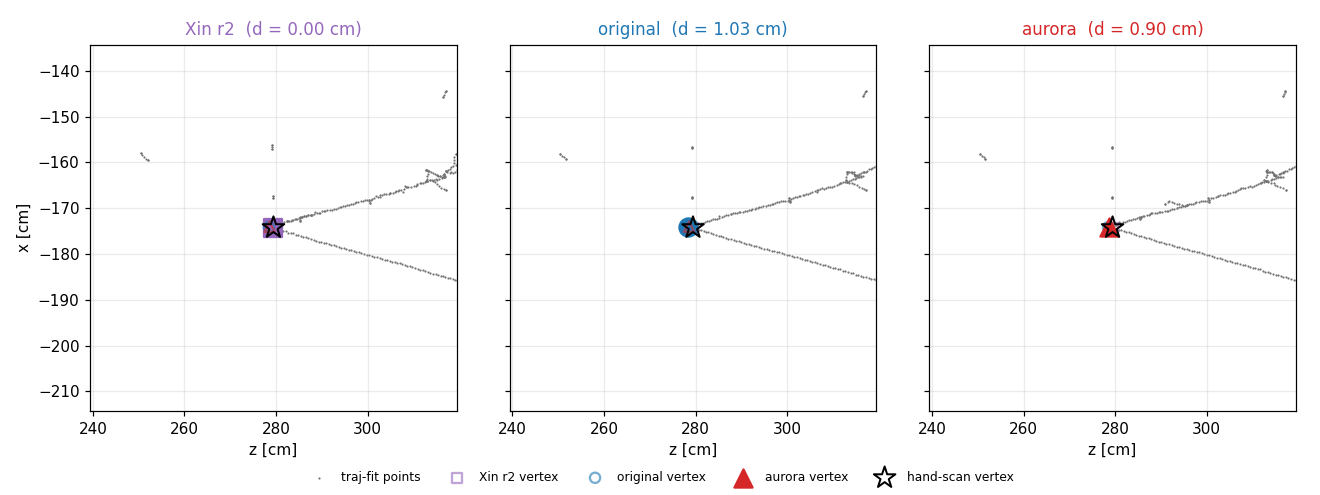 Xin r2 (d = 0.00 cm)
original (d = 1.03 cm)
aurora (d = 0.90 cm)
x [cm]
−140
−150
−160
−170
−180
−190
−200
−210
240 260 280 300
240 260 280 300
240 260 280 300
z [cm]
z [cm]
z [cm]
traj-fit points
Xin r2 vertex
original vertex
aurora vertex
hand-scan vertex